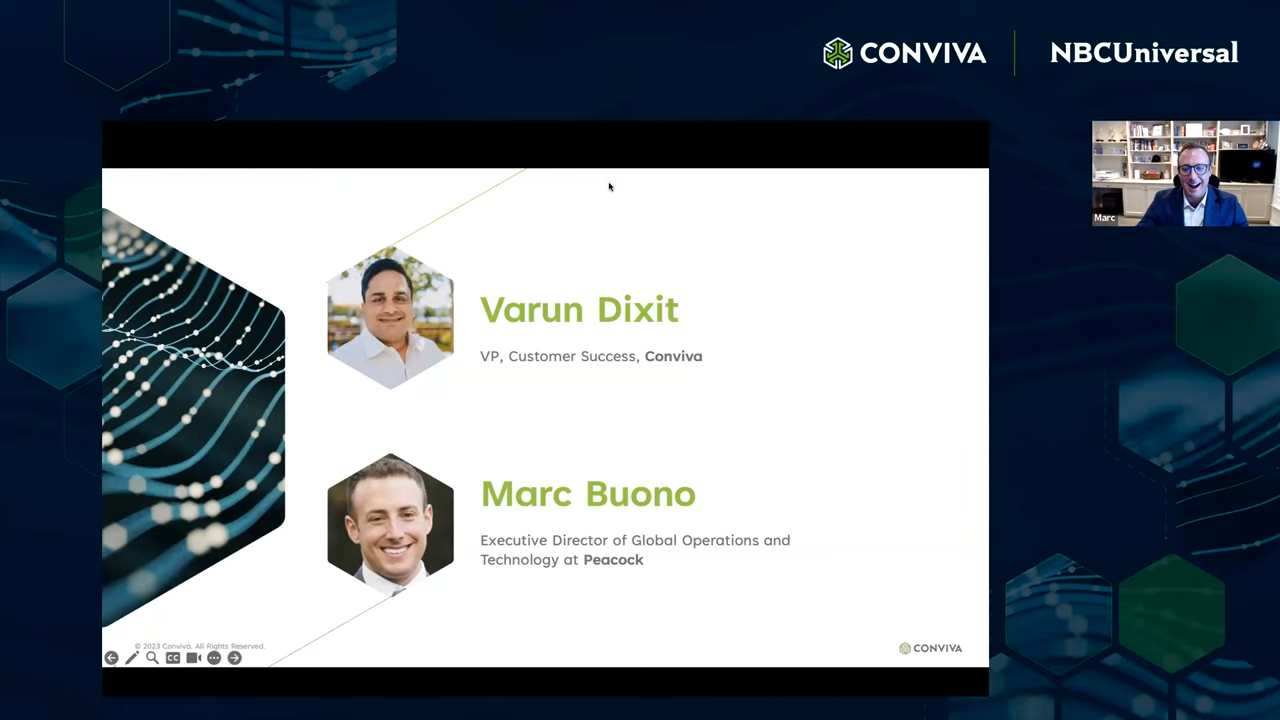 CONVIVA
NBCUniversal
Marc
Varun Dixit
VP, Customer Success, Conviva
Marc Buono
Executive Director of Global Operations and
Technology at Peacock
© 2023 Conviva. All Rights Reserved.
CC
CONVIVA